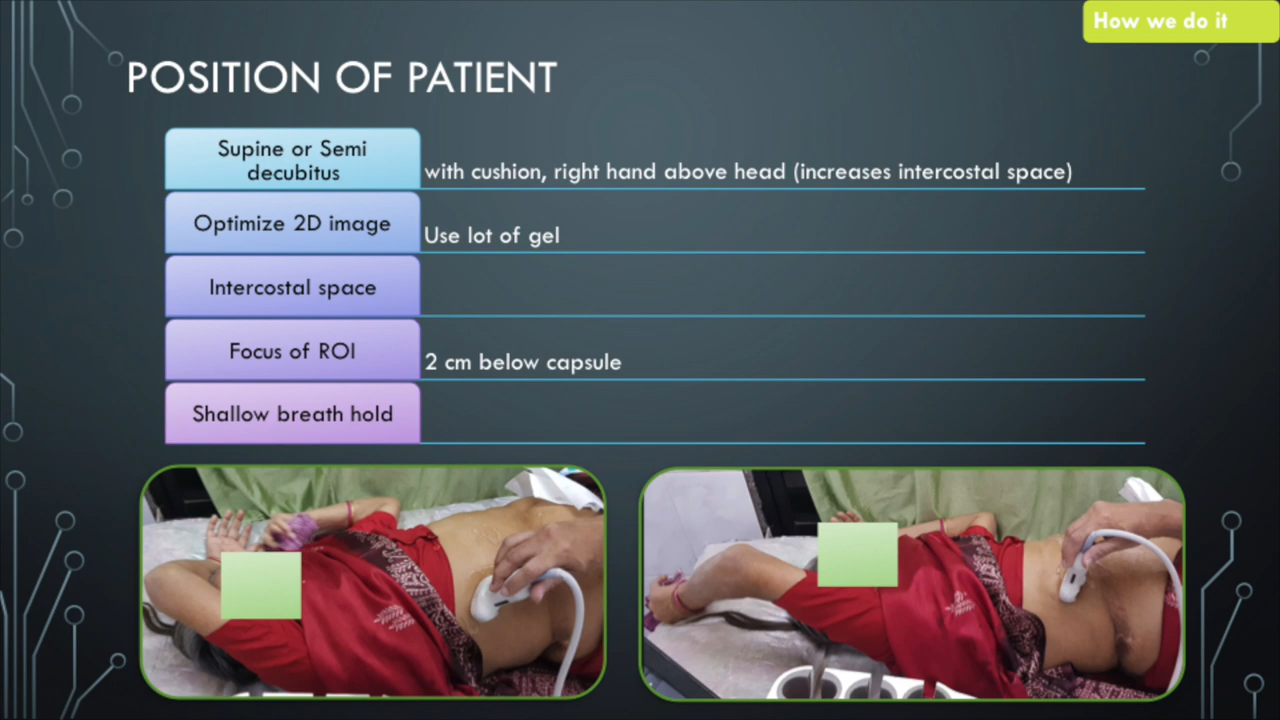 How we do it
POSITION OF PATIENT
Supine or Semi
decubitus
with cushion, right hand above head (increases intercostal space)
Optimize 2D image
Use lot of gel
Intercostal space
Focus of ROI
2 cm below capsule
Shallow breath hold